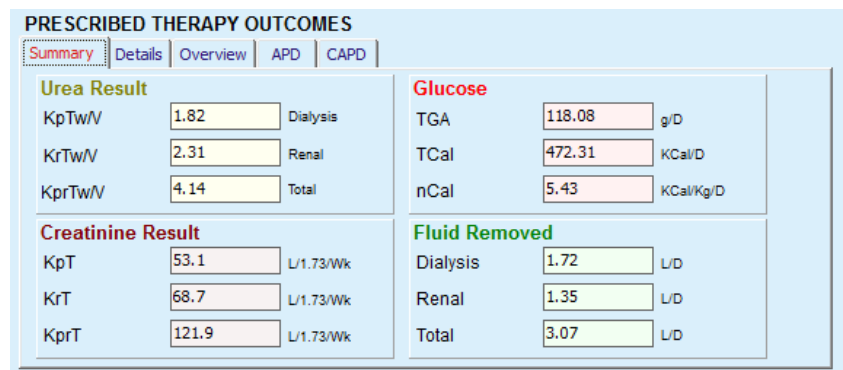 PRESCRIBED THERAPY OUTCOMES
Summary Details Overview APD CAPD
Urea Result
KpTw/V 1.82 Dialysis
KrTw/V 2.31 Renal
KprTw/V 4.14 Total
Glucose
TGA 118.08 g/D
TCal 472.31 KCal/D
nCal 5.43 KCal/Kg/D
Creatinine Result
KpT 53.1 L/1.73/Wk
KrT 68.7 L/1.73/Wk
KprT 121.9 L/1.73/Wk
Fluid Removed
Dialysis 1.72 L/D
Renal 1.35 L/D
Total 3.07 L/D